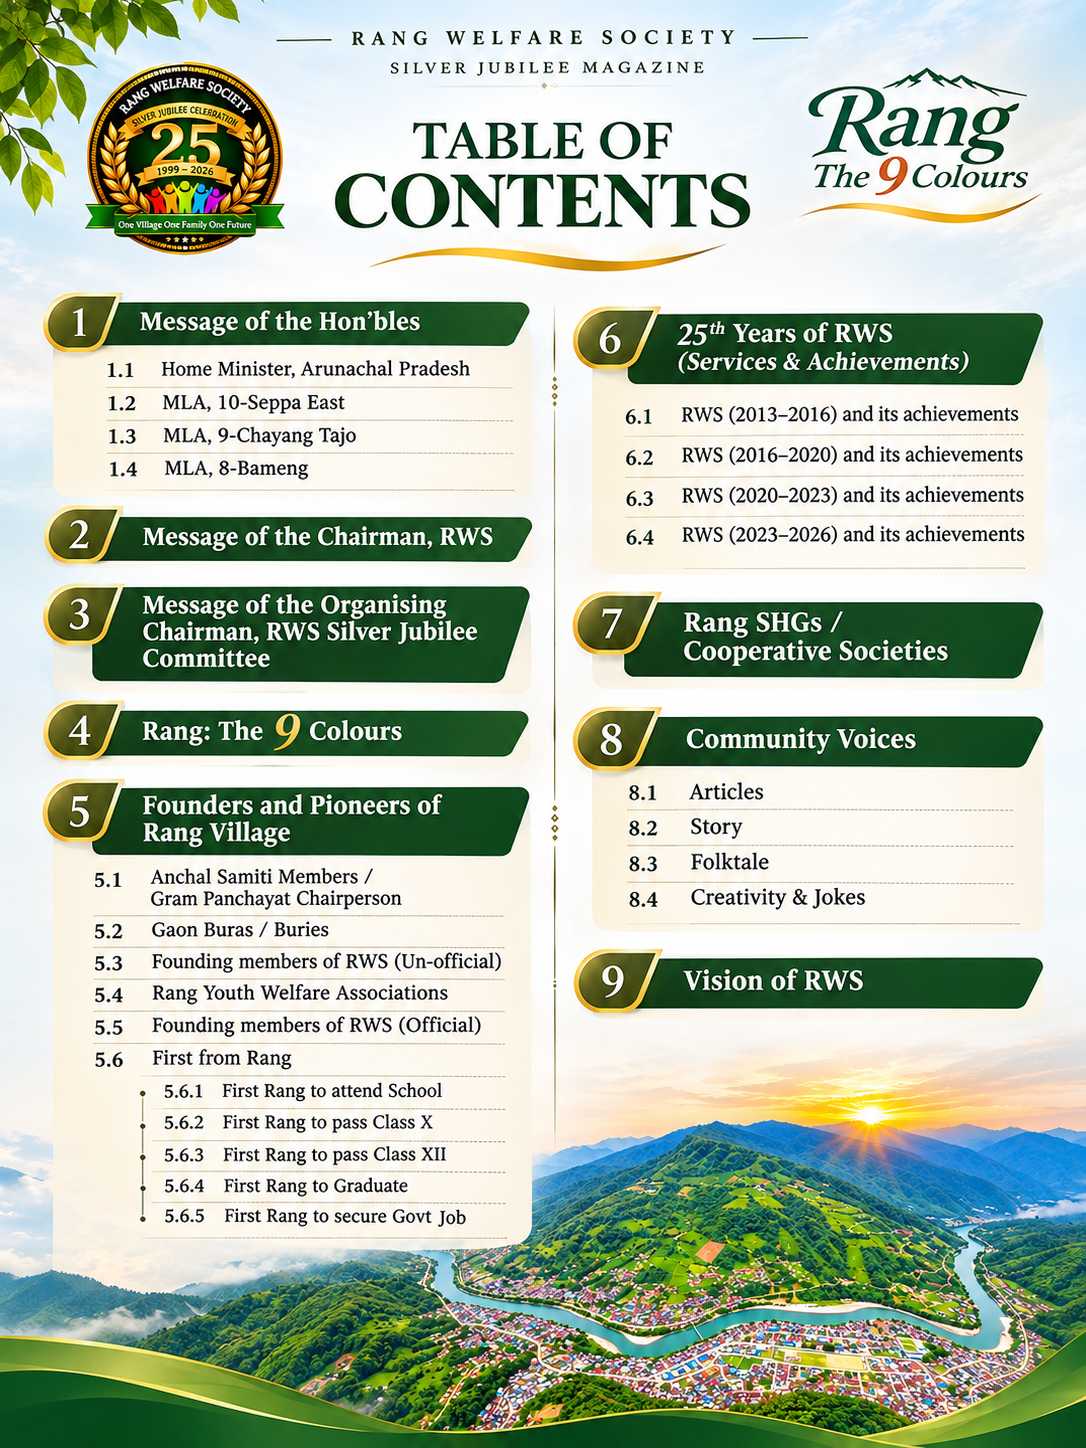 RANG WELFARE SOCIETY
SILVER JUBILEE MAGAZINE
RANG WELFARE SOCIETY
SILVER JUBILEE CELEBRATION
25
1999 – 2026
One Village One Family One Future
TABLE OF
CONTENTS
Rang
The 9 Colours
1 Message of the Hon'bles
1.1 Home Minister, Arunachal Pradesh
1.2 MLA, 10-Seppa East
1.3 MLA, 9-Chayang Tajo
1.4 MLA, 8-Bameng
2 Message of the Chairman, RWS
3 Message of the Organising
Chairman, RWS Silver Jubilee
Committee
4 Rang: The 9 Colours
5 Founders and Pioneers of
Rang Village
5.1 Anchal Samiti Members /
Gram Panchayat Chairperson
5.2 Gaon Buras / Buries
5.3 Founding members of RWS (Un-official)
5.4 Rang Youth Welfare Associations
5.5 Founding members of RWS (Official)
5.6 First from Rang
5.6.1 First Rang to attend School
5.6.2 First Rang to pass Class X
5.6.3 First Rang to pass Class XII
5.6.4 First Rang to Graduate
5.6.5 First Rang to secure Govt Job
6 25th Years of RWS
(Services & Achievements)
6.1 RWS (2013–2016) and its achievements
6.2 RWS (2016–2020) and its achievements
6.3 RWS (2020–2023) and its achievements
6.4 RWS (2023–2026) and its achievements
7 Rang SHGs /
Cooperative Societies
8 Community Voices
8.1 Articles
8.2 Story
8.3 Folktale
8.4 Creativity & Jokes
9 Vision of RWS